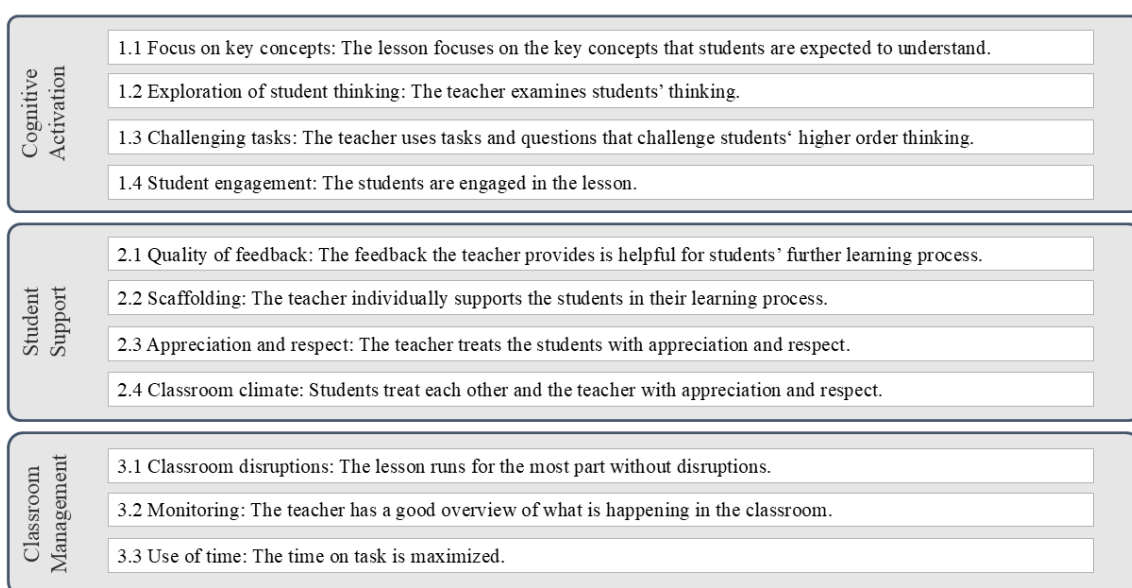 Cognitive
Activation
1.1 Focus on key concepts: The lesson focuses on the key concepts that students are expected to understand.
1.2 Exploration of student thinking: The teacher examines students’ thinking.
1.3 Challenging tasks: The teacher uses tasks and questions that challenge students‘ higher order thinking.
1.4 Student engagement: The students are engaged in the lesson.
Student
Support
2.1 Quality of feedback: The feedback the teacher provides is helpful for students’ further learning process.
2.2 Scaffolding: The teacher individually supports the students in their learning process.
2.3 Appreciation and respect: The teacher treats the students with appreciation and respect.
2.4 Classroom climate: Students treat each other and the teacher with appreciation and respect.
Classroom
Management
3.1 Classroom disruptions: The lesson runs for the most part without disruptions.
3.2 Monitoring: The teacher has a good overview of what is happening in the classroom.
3.3 Use of time: The time on task is maximized.